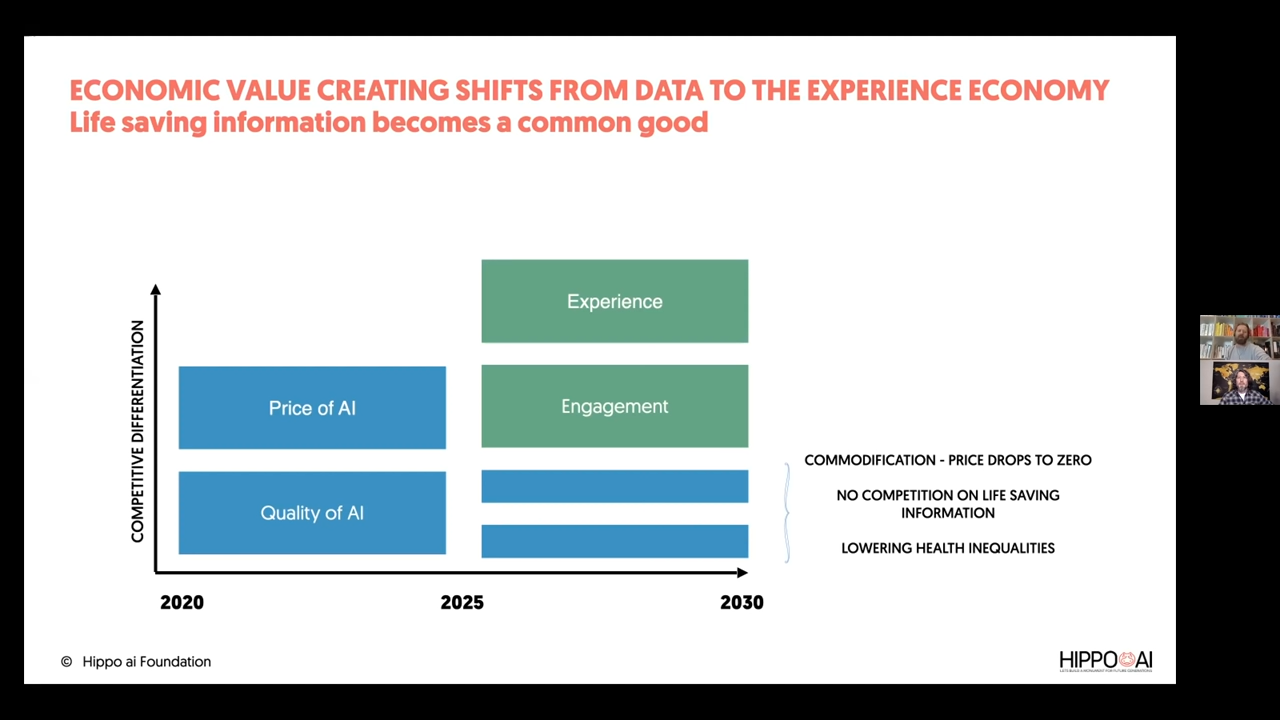 ECONOMIC VALUE CREATING SHIFTS FROM DATA TO THE EXPERIENCE ECONOMY
Life saving information becomes a common good
COMPETITIVE DIFFERENTIATION
Experience
Price of AI
Engagement
Quality of AI
COMMODIFICATION - PRICE DROPS TO ZERO
NO COMPETITION ON LIFE SAVING
INFORMATION
LOWERING HEALTH INEQUALITIES
2020
2025
2030
© Hippo ai Foundation
HIPPO AI